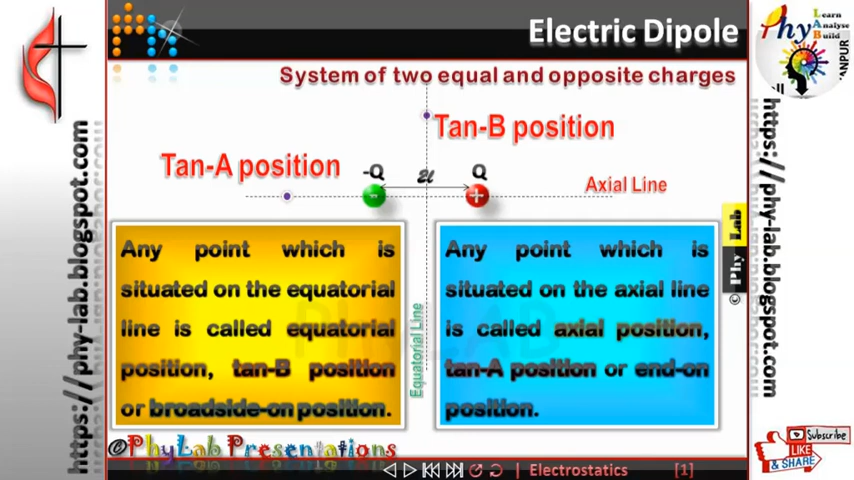 Electric Dipole
Learn
Analyse
Build
Phy
LAB
System of two equal and opposite charges
Tan-B position
Tan-A position
-Q
2l
Q
Axial Line
Any point which is
situated on the equatorial
line is called equatorial
position, tan-B position
or broadside-on position.
Equatorial Line
Any point which is
situated on the axial line
is called axial position,
tan-A position or end-on
position.
https://phy-lab.blogspot.com
https://phy-lab.blogspot.com
© Phy Lab
©PhyLab Presentations
| Electrostatics [1]
Subscribe
LIKE
& SHARE